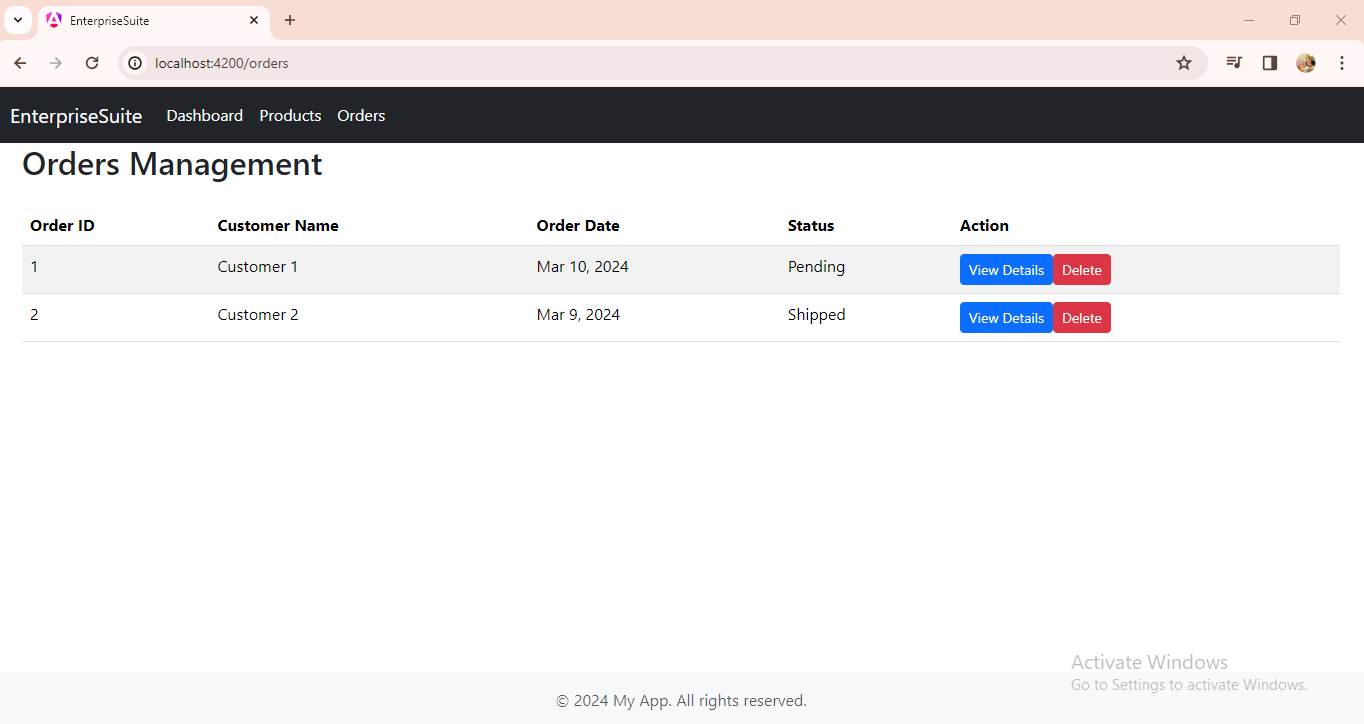 EnterpriseSuite
localhost:4200/orders
EnterpriseSuite Dashboard Products Orders
Orders Management
Order ID Customer Name Order Date Status Action
1 Customer 1 Mar 10, 2024 Pending View Details Delete
2 Customer 2 Mar 9, 2024 Shipped View Details Delete
Activate Windows
Go to Settings to activate Windows.
© 2024 My App. All rights reserved.